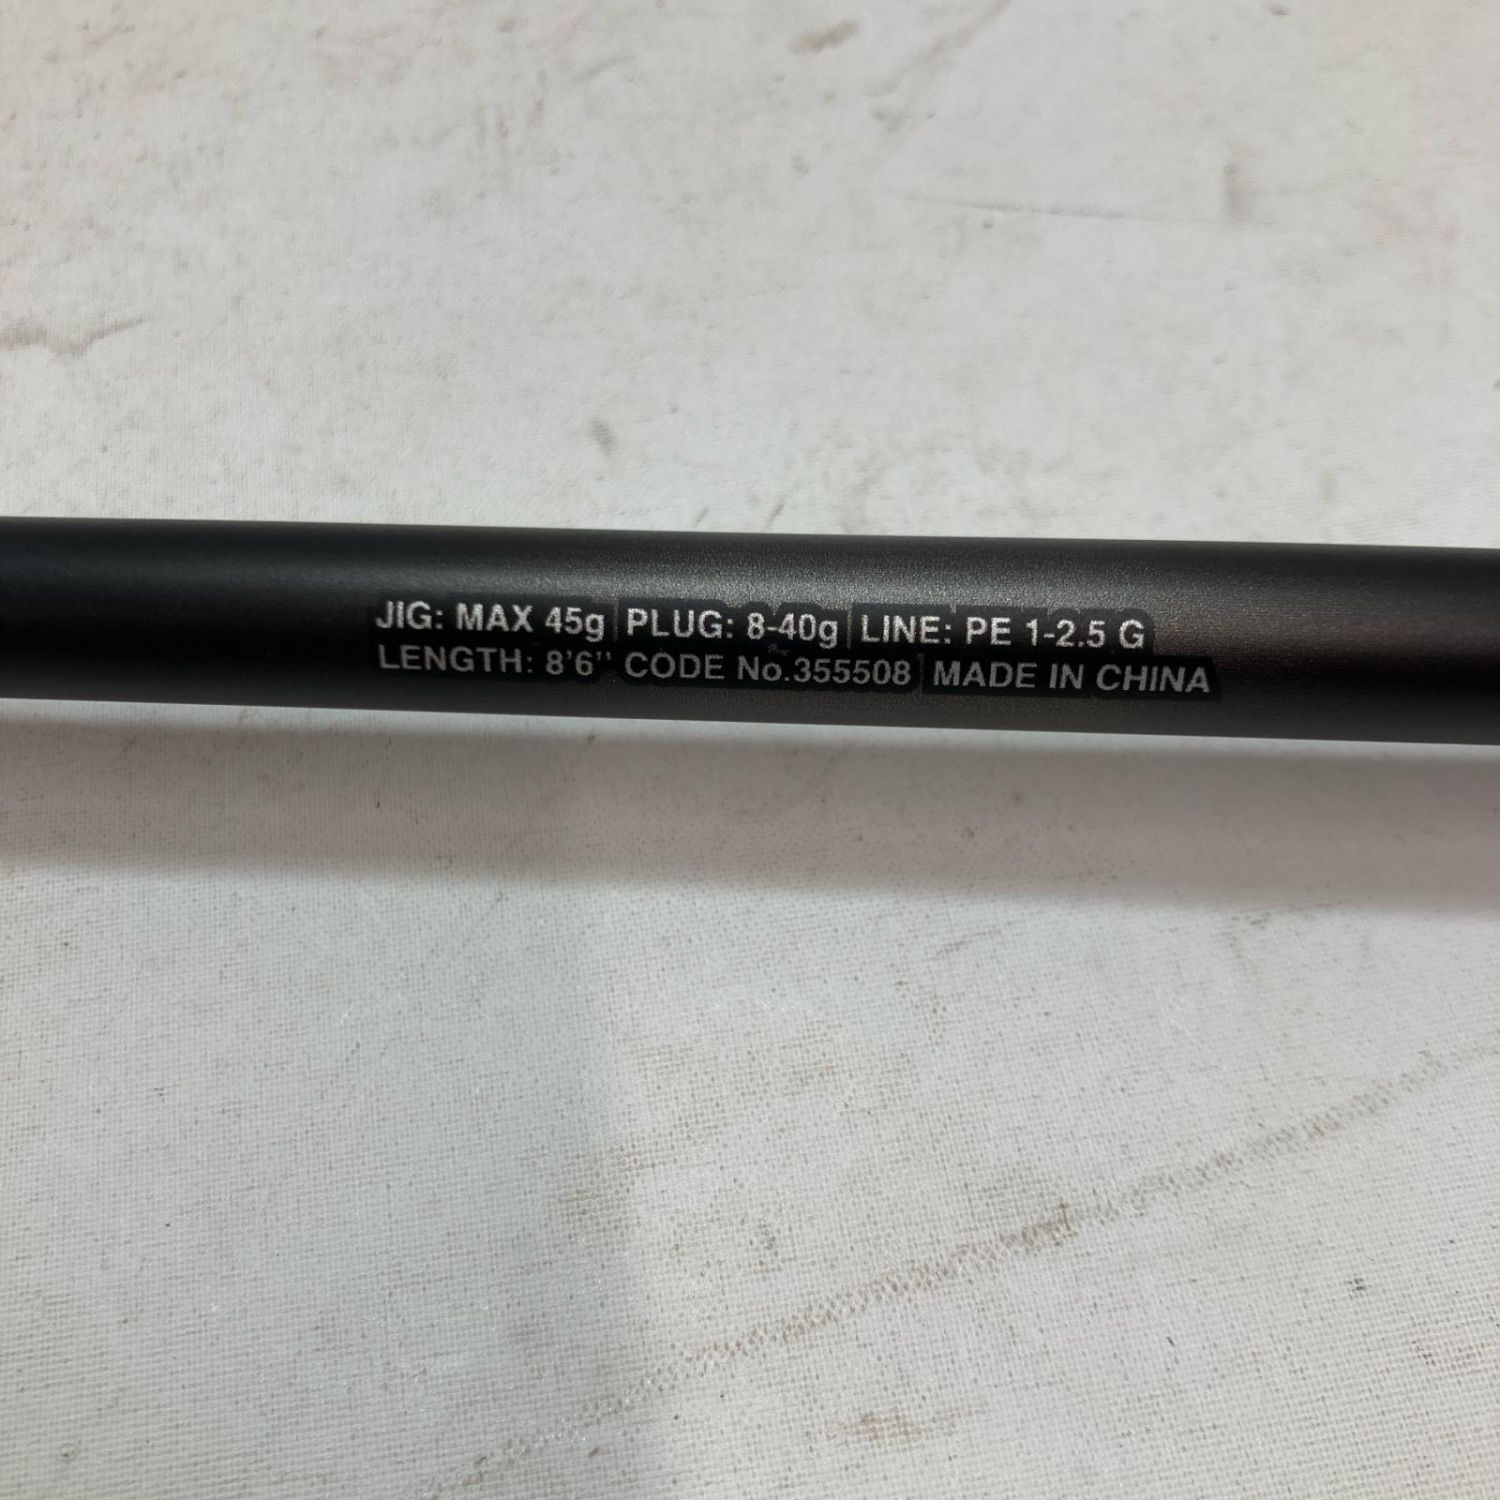 JIG: MAX 45g PLUG: 8-40g LINE: PE 1-2.5 G
LENGTH: 8'6'' CODE No.355508 MADE IN CHINA